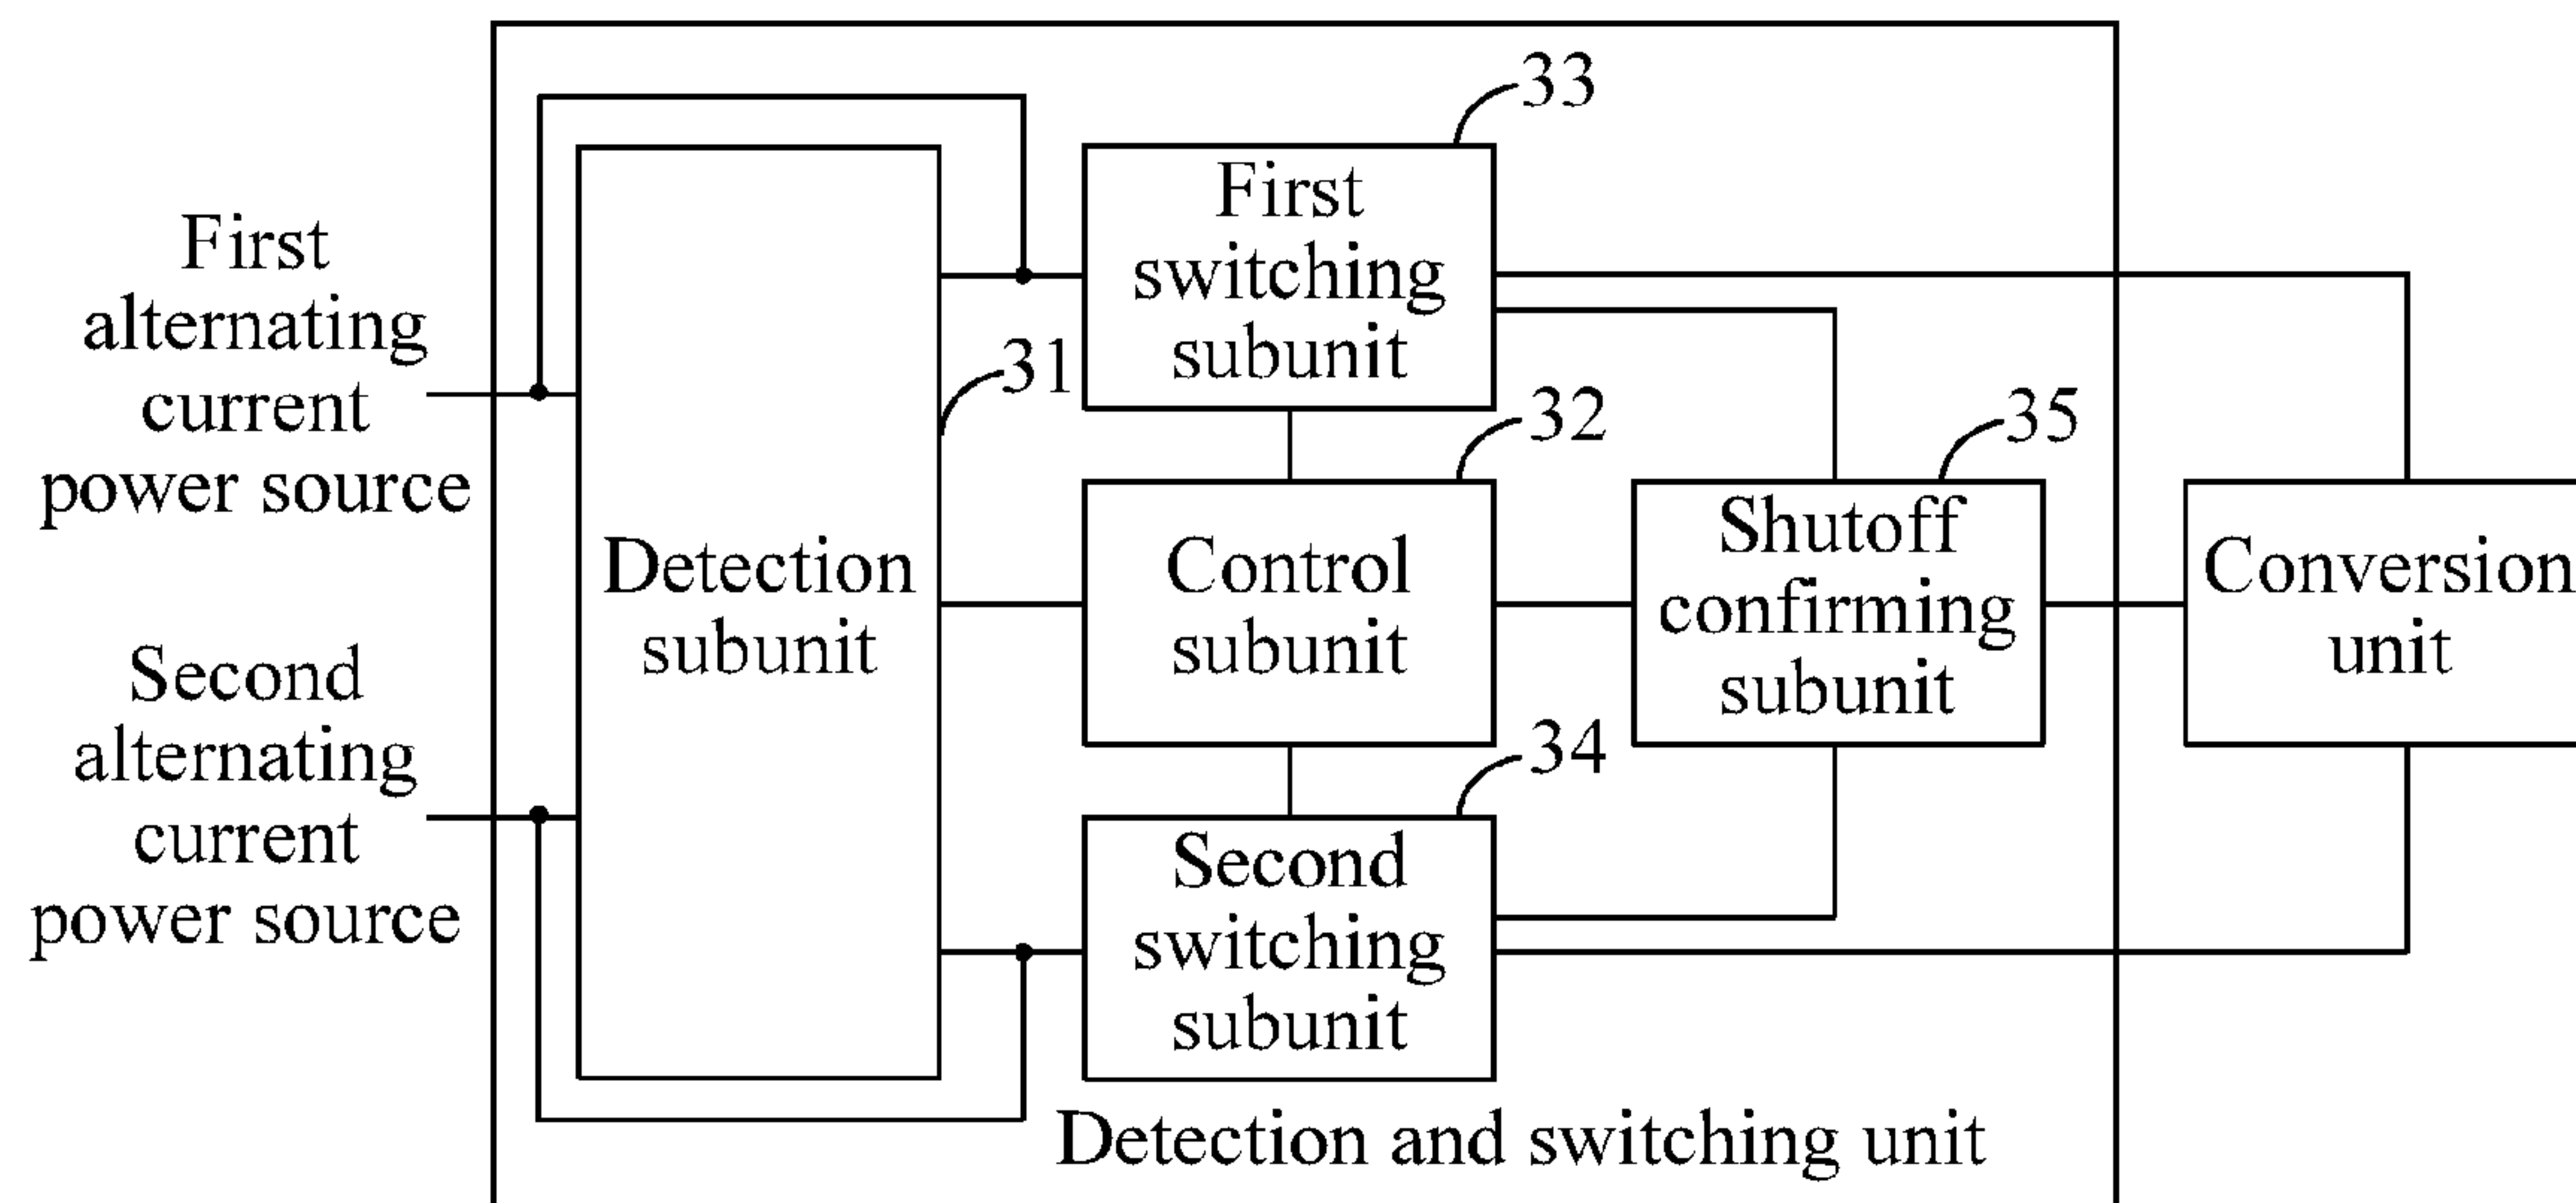 First
alternating
current
power source
Second
alternating
current
power source
Detection
subunit
31
33
First
switching
subunit
32
Control
subunit
34
Second
switching
subunit
35
Shutoff
confirming
subunit
Conversion
unit
Detection and switching unit